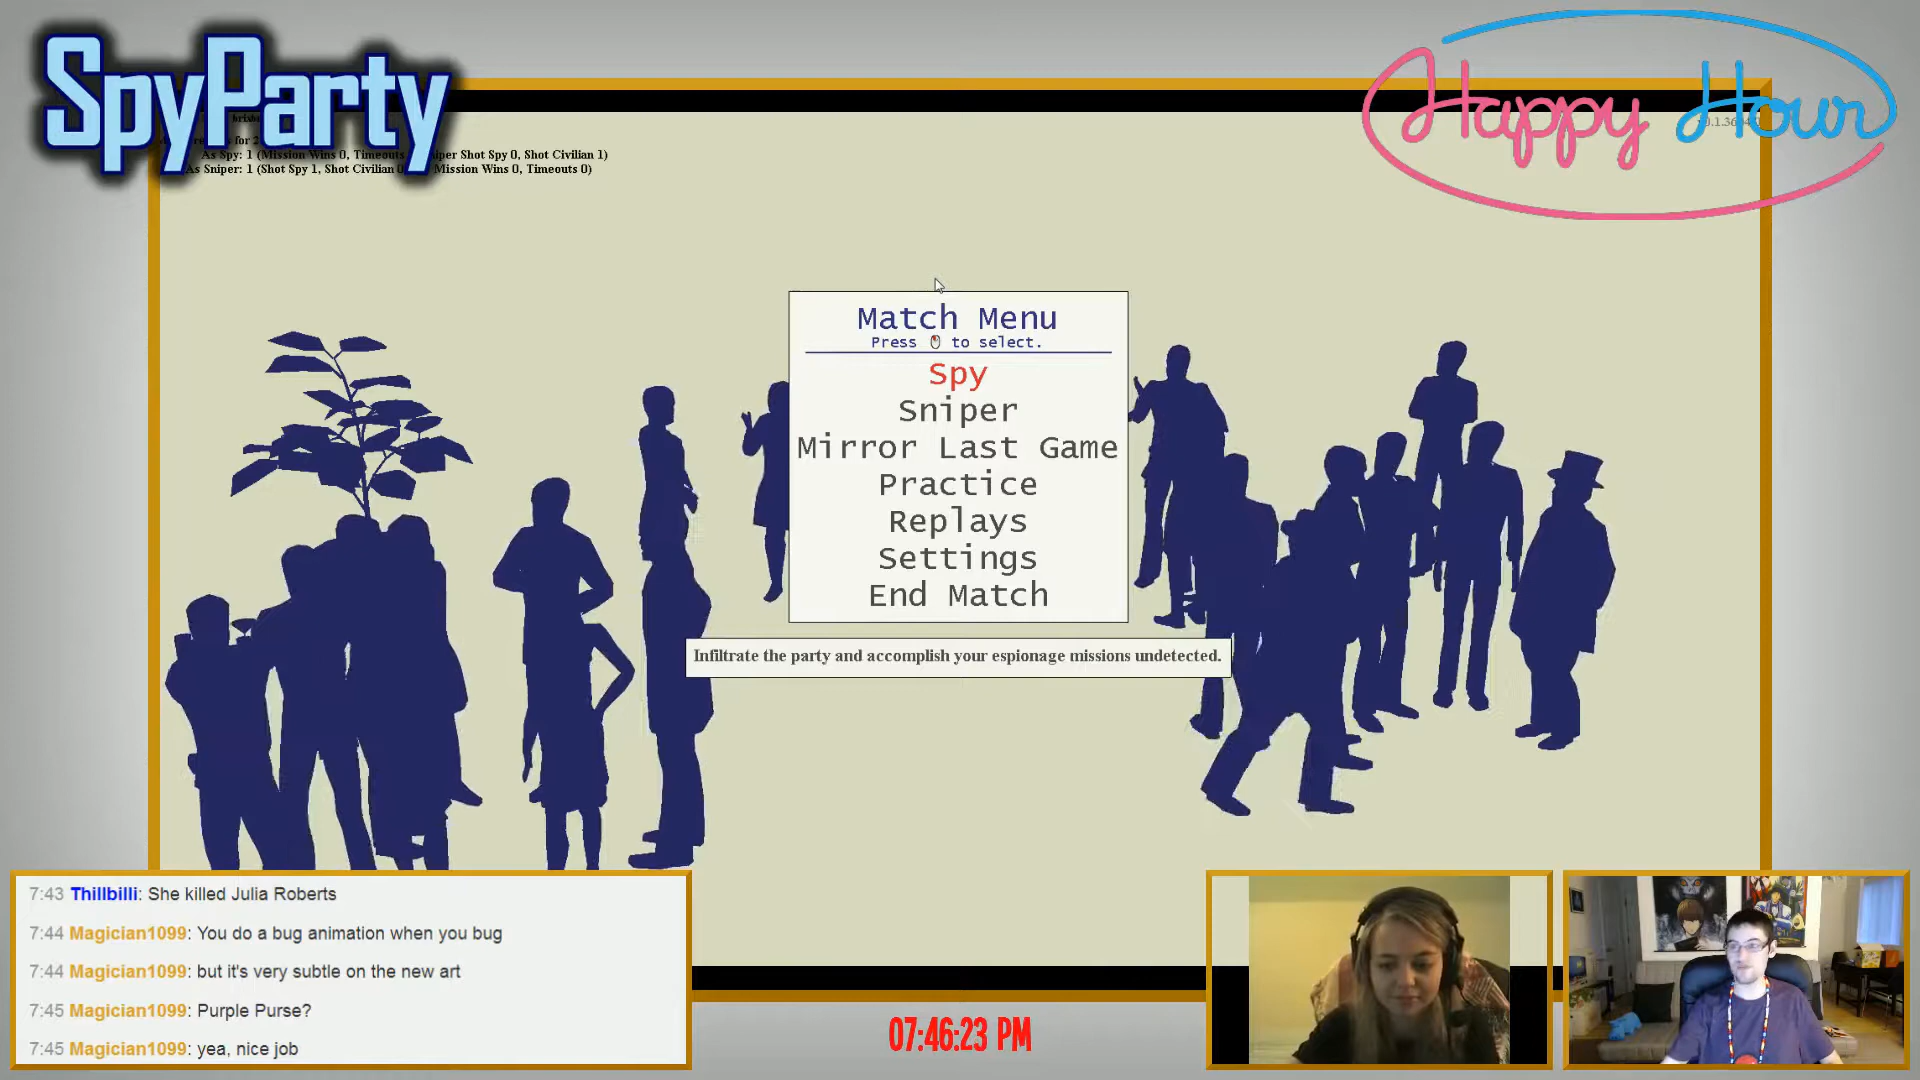 SpyParty
Happy Hour
As Spy: 1 (Mission Wins 0, Timeouts
per Shot Spy 0, Shot Civilian 1)
As Sniper: 1 (Shot Spy 1, Shot Civilian
Mission Wins 0, Timeouts 0)
Match Menu
Press to select.
Spy
Sniper
Mirror Last Game
Practice
Replays
Settings
End Match
Infiltrate the party and accomplish your espionage missions undetected.
7:43 Thillbilli: She killed Julia Roberts
7:44 Magician1099: You do a bug animation when you bug
7:44 Magician1099: but it's very subtle on the new art
7:45 Magician1099: Purple Purse?
7:45 Magician1099: yea, nice job
07:46:23 PM